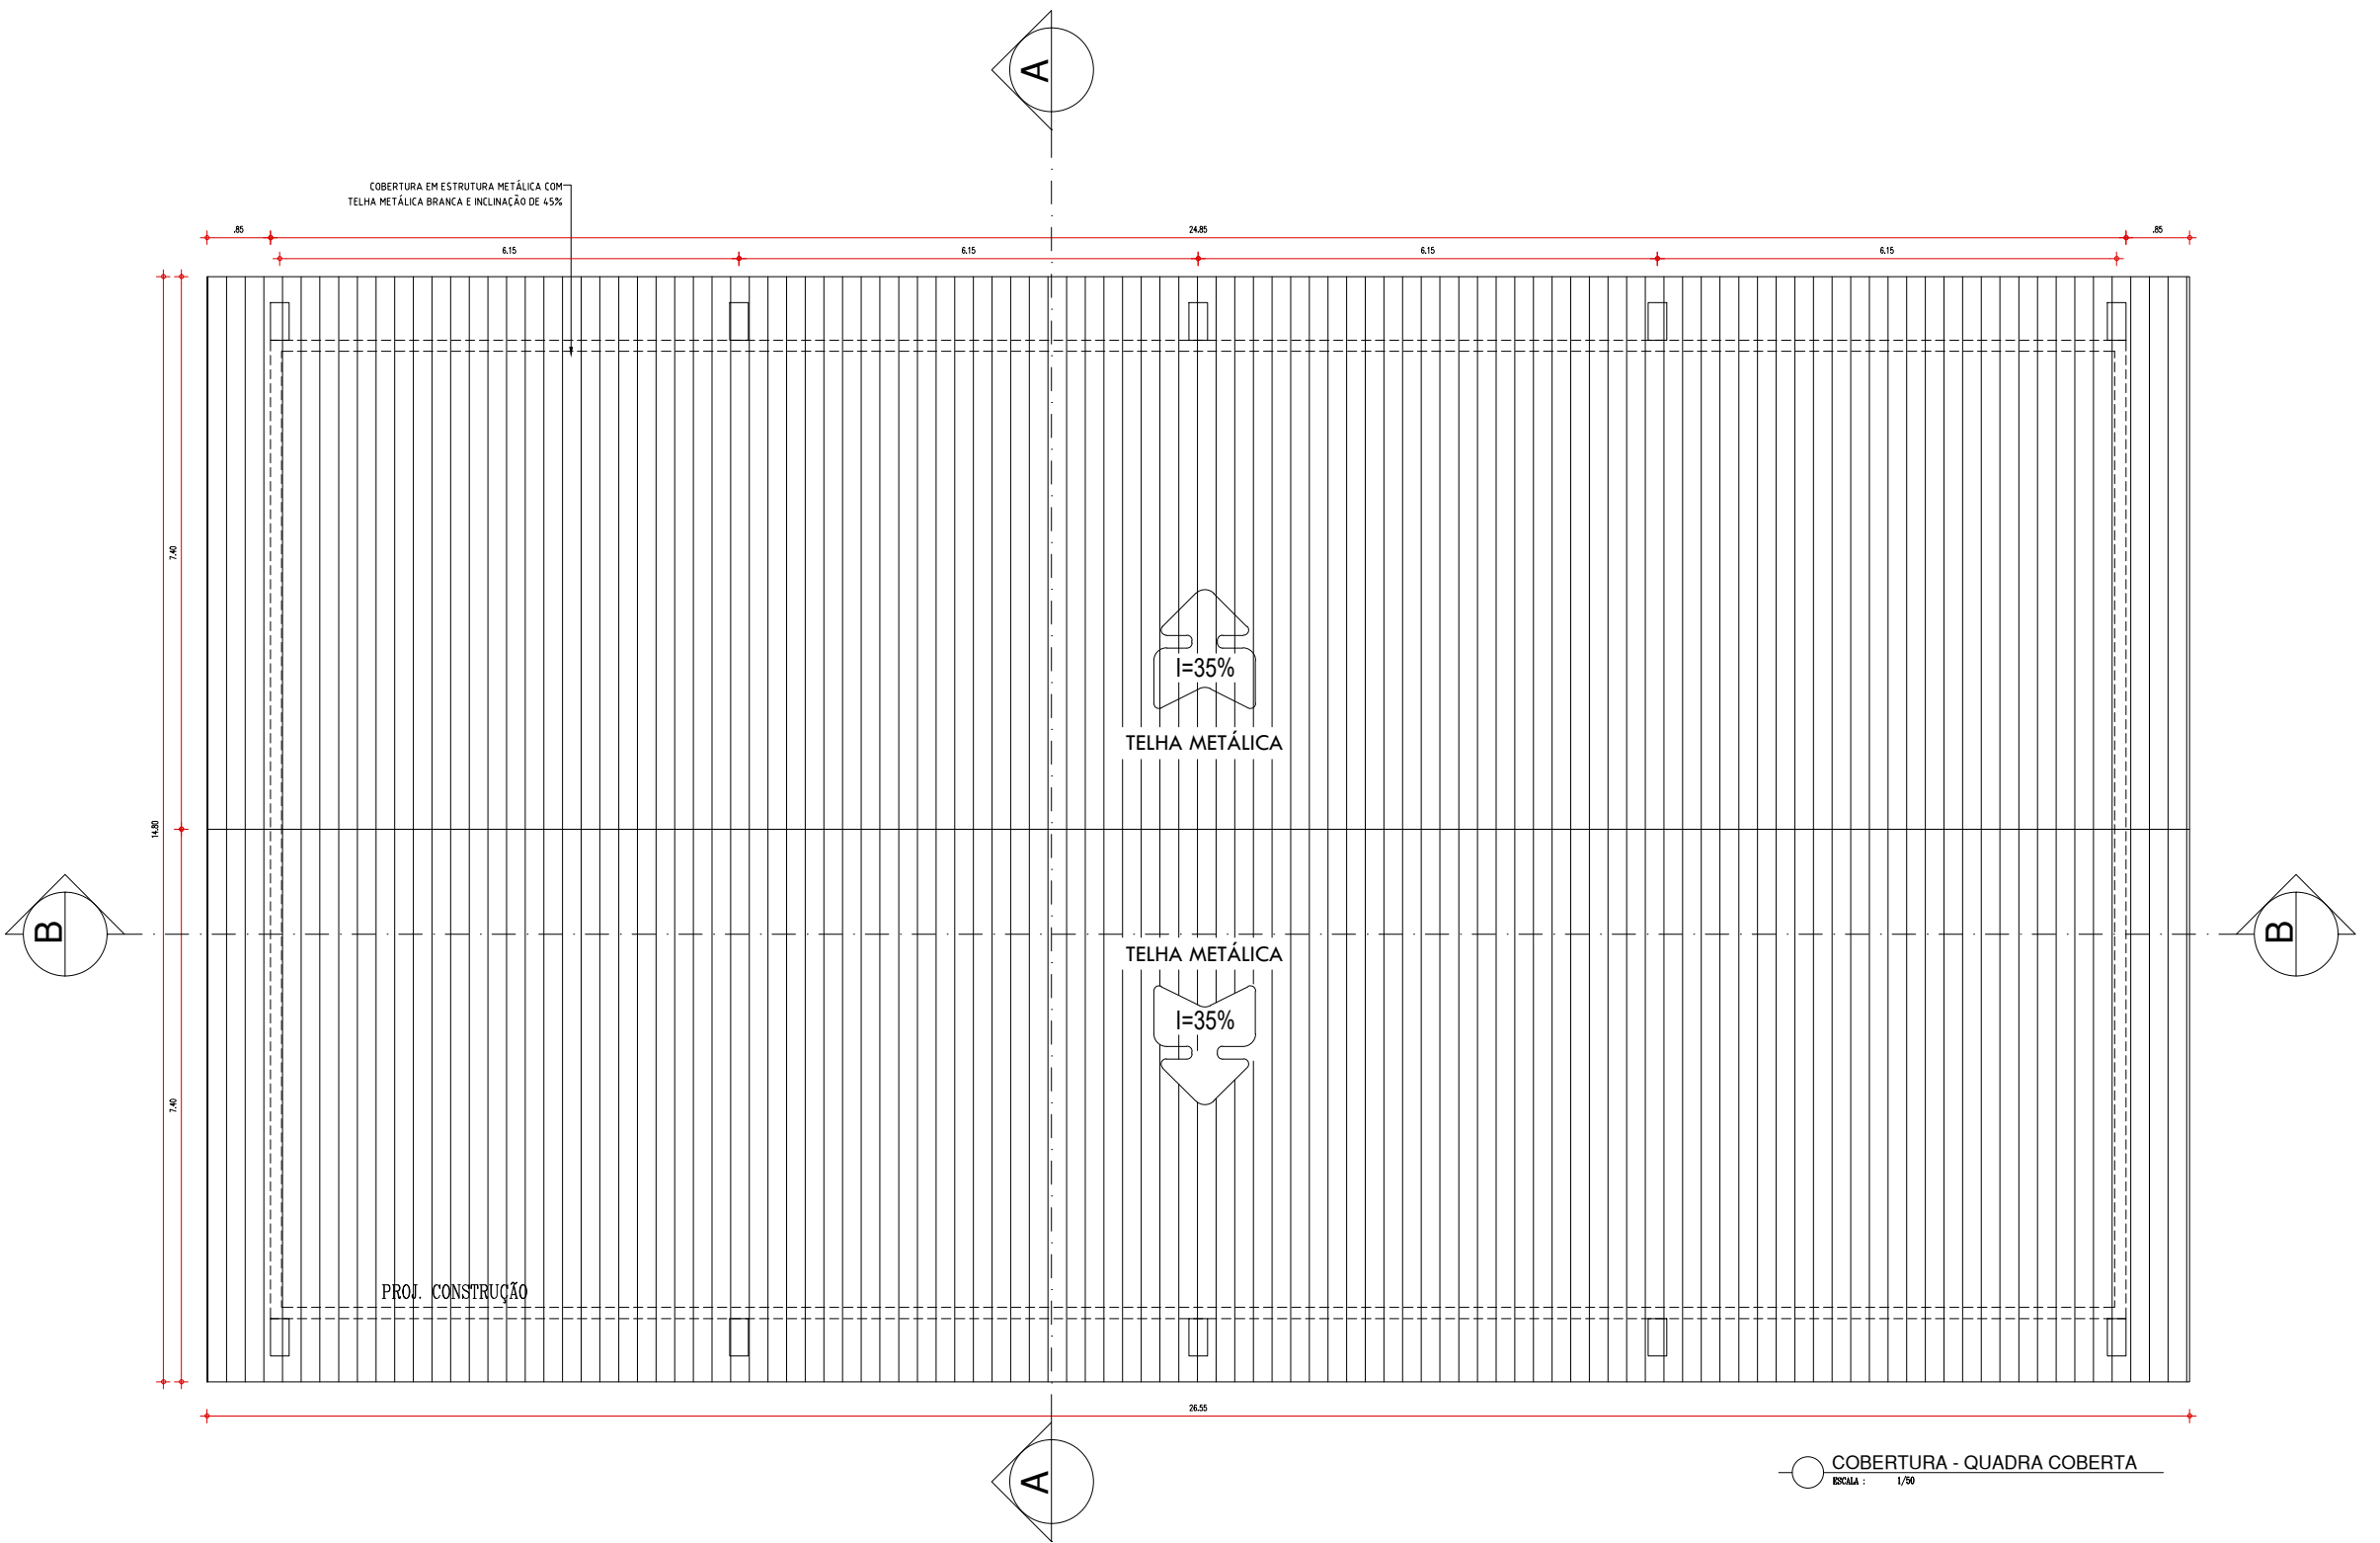 A
COBERTURA EM ESTRUTURA METÁLICA COM
TELHA METÁLICA BRANCA E INCLINAÇÃO DE 45%
.85
24.85
.85
6.15
6.15
6.15
6.15
7.40
I=35%
TELHA METÁLICA
14.80
B
B
TELHA METÁLICA
I=35%
7.40
PROJ. CONSTRUÇÃO
26.55
A
COBERTURA - QUADRA COBERTA
ESCALA : 1/50